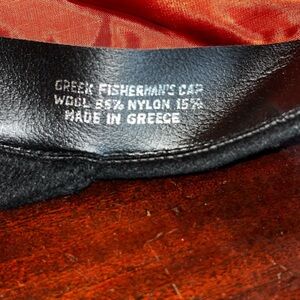 GREEK FISHERMAN'S CAP
WOOL 85% NYLON 15%
MADE IN GREECE